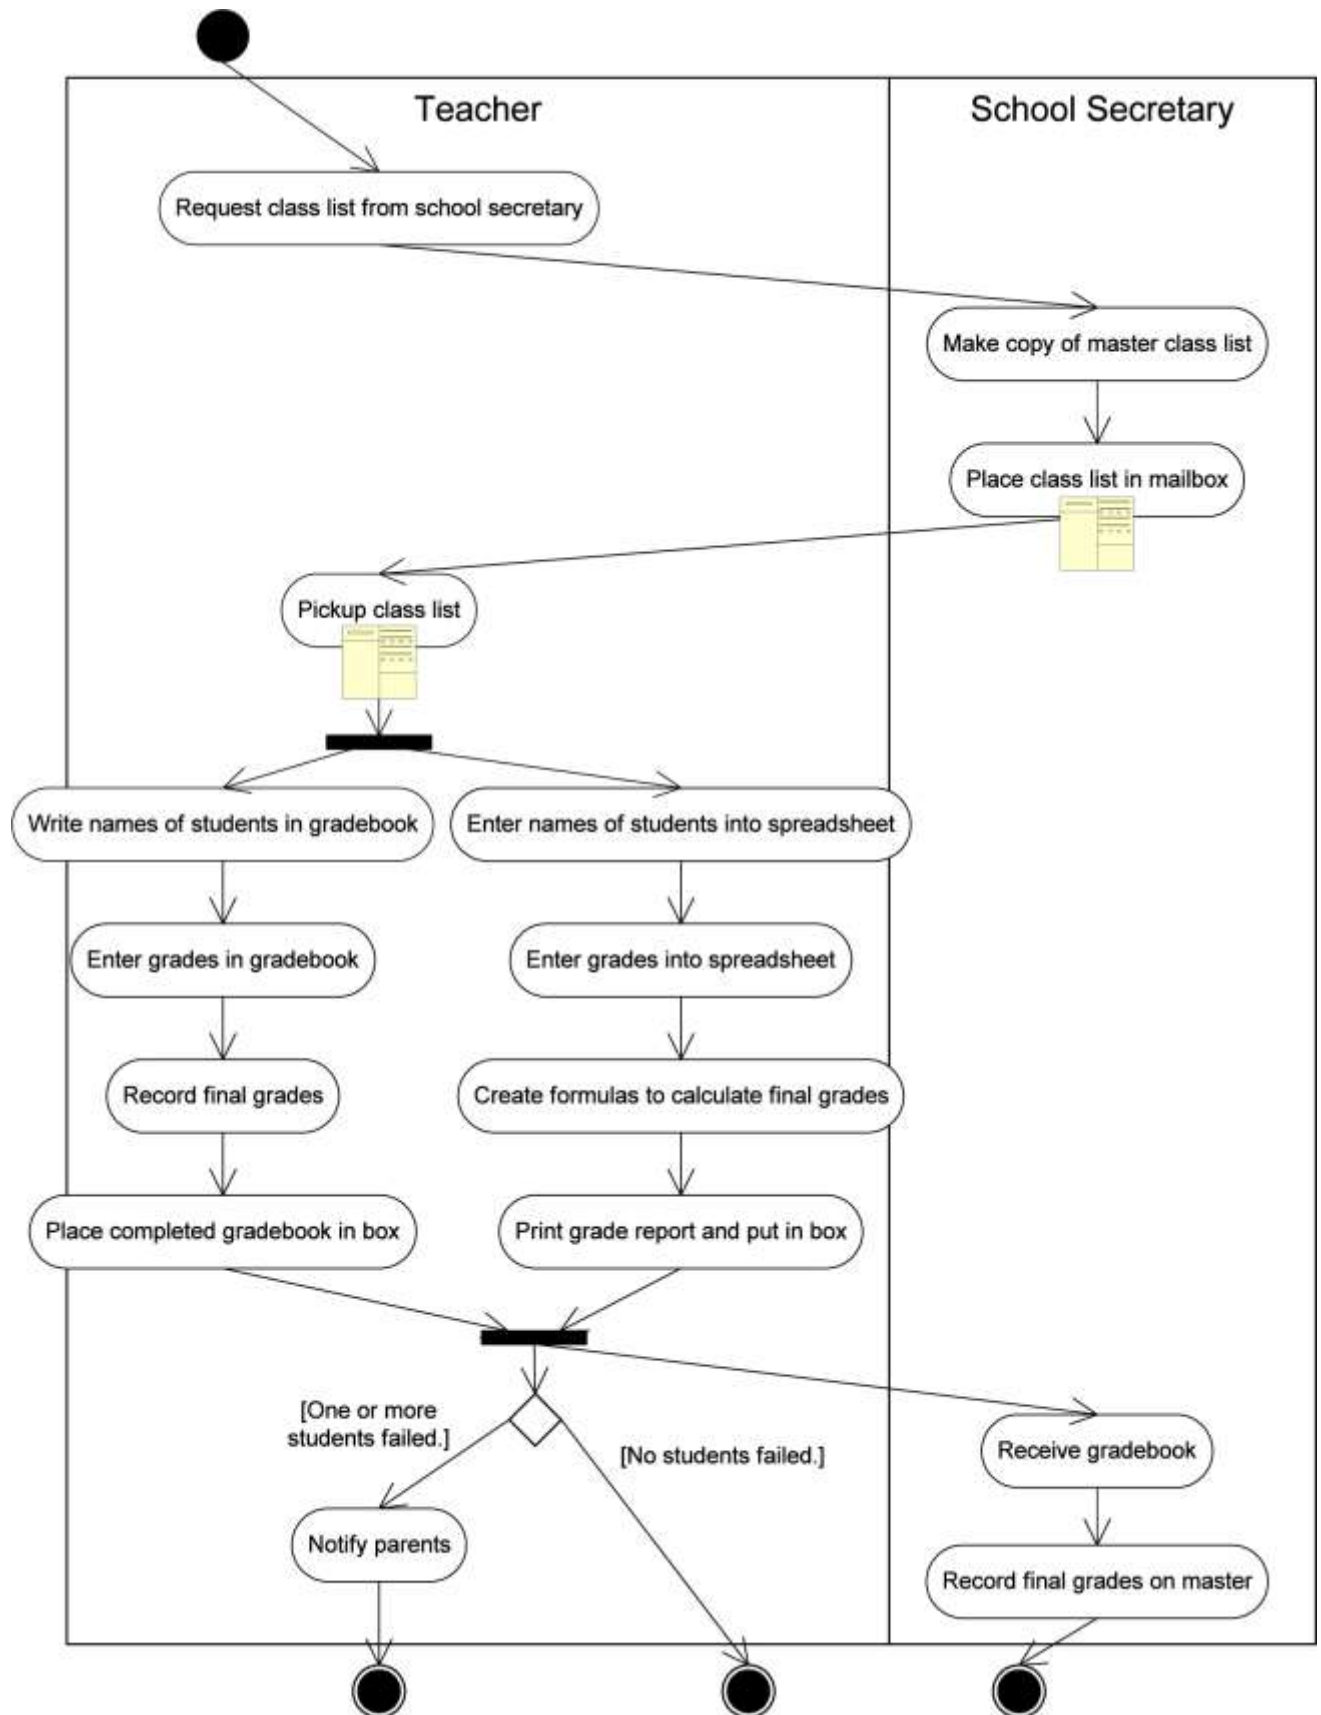 Teacher
School Secretary
Request class list from school secretary
Make copy of master class list
Place class list in mailbox
Pickup class list
Write names of students in gradebook
Enter names of students into spreadsheet
Enter grades in gradebook
Enter grades into spreadsheet
Record final grades
Create formulas to calculate final grades
Place completed gradebook in box
Print grade report and put in box
[One or more
students failed.]
[No students failed.]
Receive gradebook
Notify parents
Record final grades on master